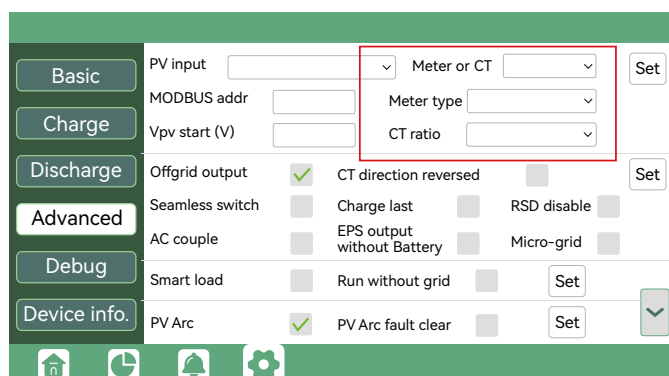 Basic
Charge
Discharge
Advanced
Debug
Device info.
PV input Meter or CT Set
MODBUS addr Meter type
Vpv start (V) CT ratio
Offgrid output CT direction reversed Set
Seamless switch Charge last RSD disable
AC couple EPS output without Battery Micro-grid
Smart load Run without grid Set
PV Arc PV Arc fault clear Set